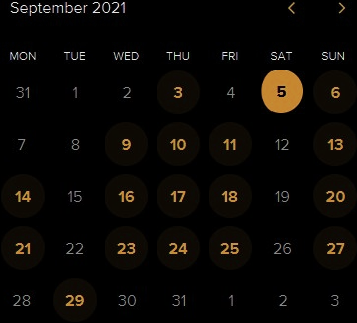 September 2021
MON TUE WED THU FRI SAT SUN
31 1 2 3 4 5 6
7 8 9 10 11 12 13
14 15 16 17 18 19 20
21 22 23 24 25 26 27
28 29 30 31 1 2 3